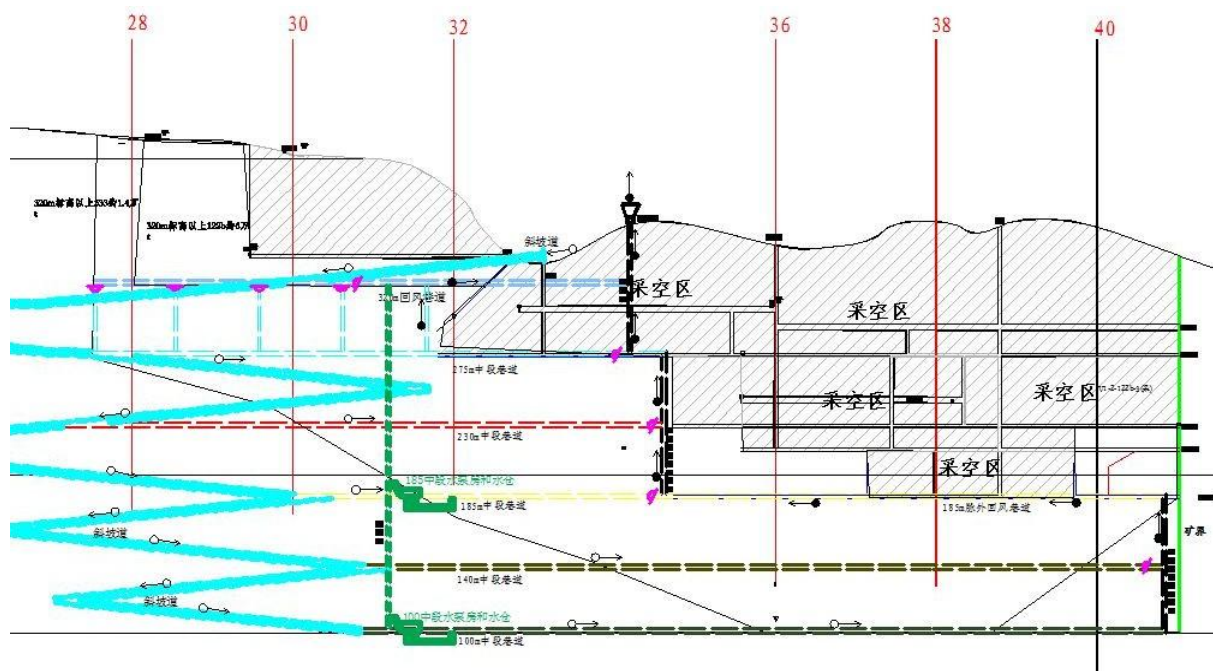 28
30
32
36
38
40
斜坡道
320m标高以上333级1.4万
t
320m标高以上122b级6万
t
采空区
320m回风巷道
采空区
275m中段巷道
采空区
采空区
230m中段巷道
采空区
185中段水泵房和水仓
185m中段巷道
185m脉外回风巷道
斜坡道
矿界
140m中段巷道
斜坡道
100中段水泵房和水仓
100m中段巷道